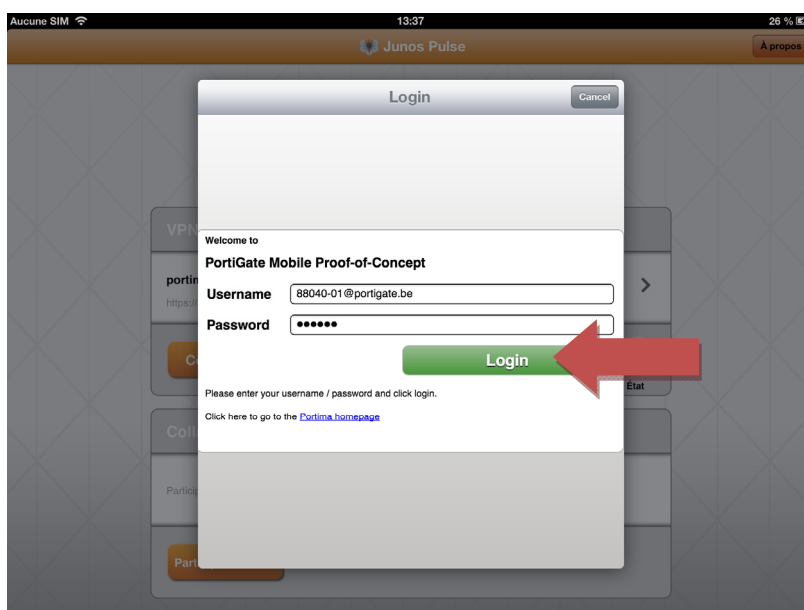 Aucune SIM 13:37 26 %
Junos Pulse
À propos
Login
Cancel
VPN
Welcome to
PortiGate Mobile Proof-of-Concept
Username 88040-01@portigate.be
Password ●●●●●●
Login
Please enter your username / password and click login.
État
Click here to go to the Portima homepage